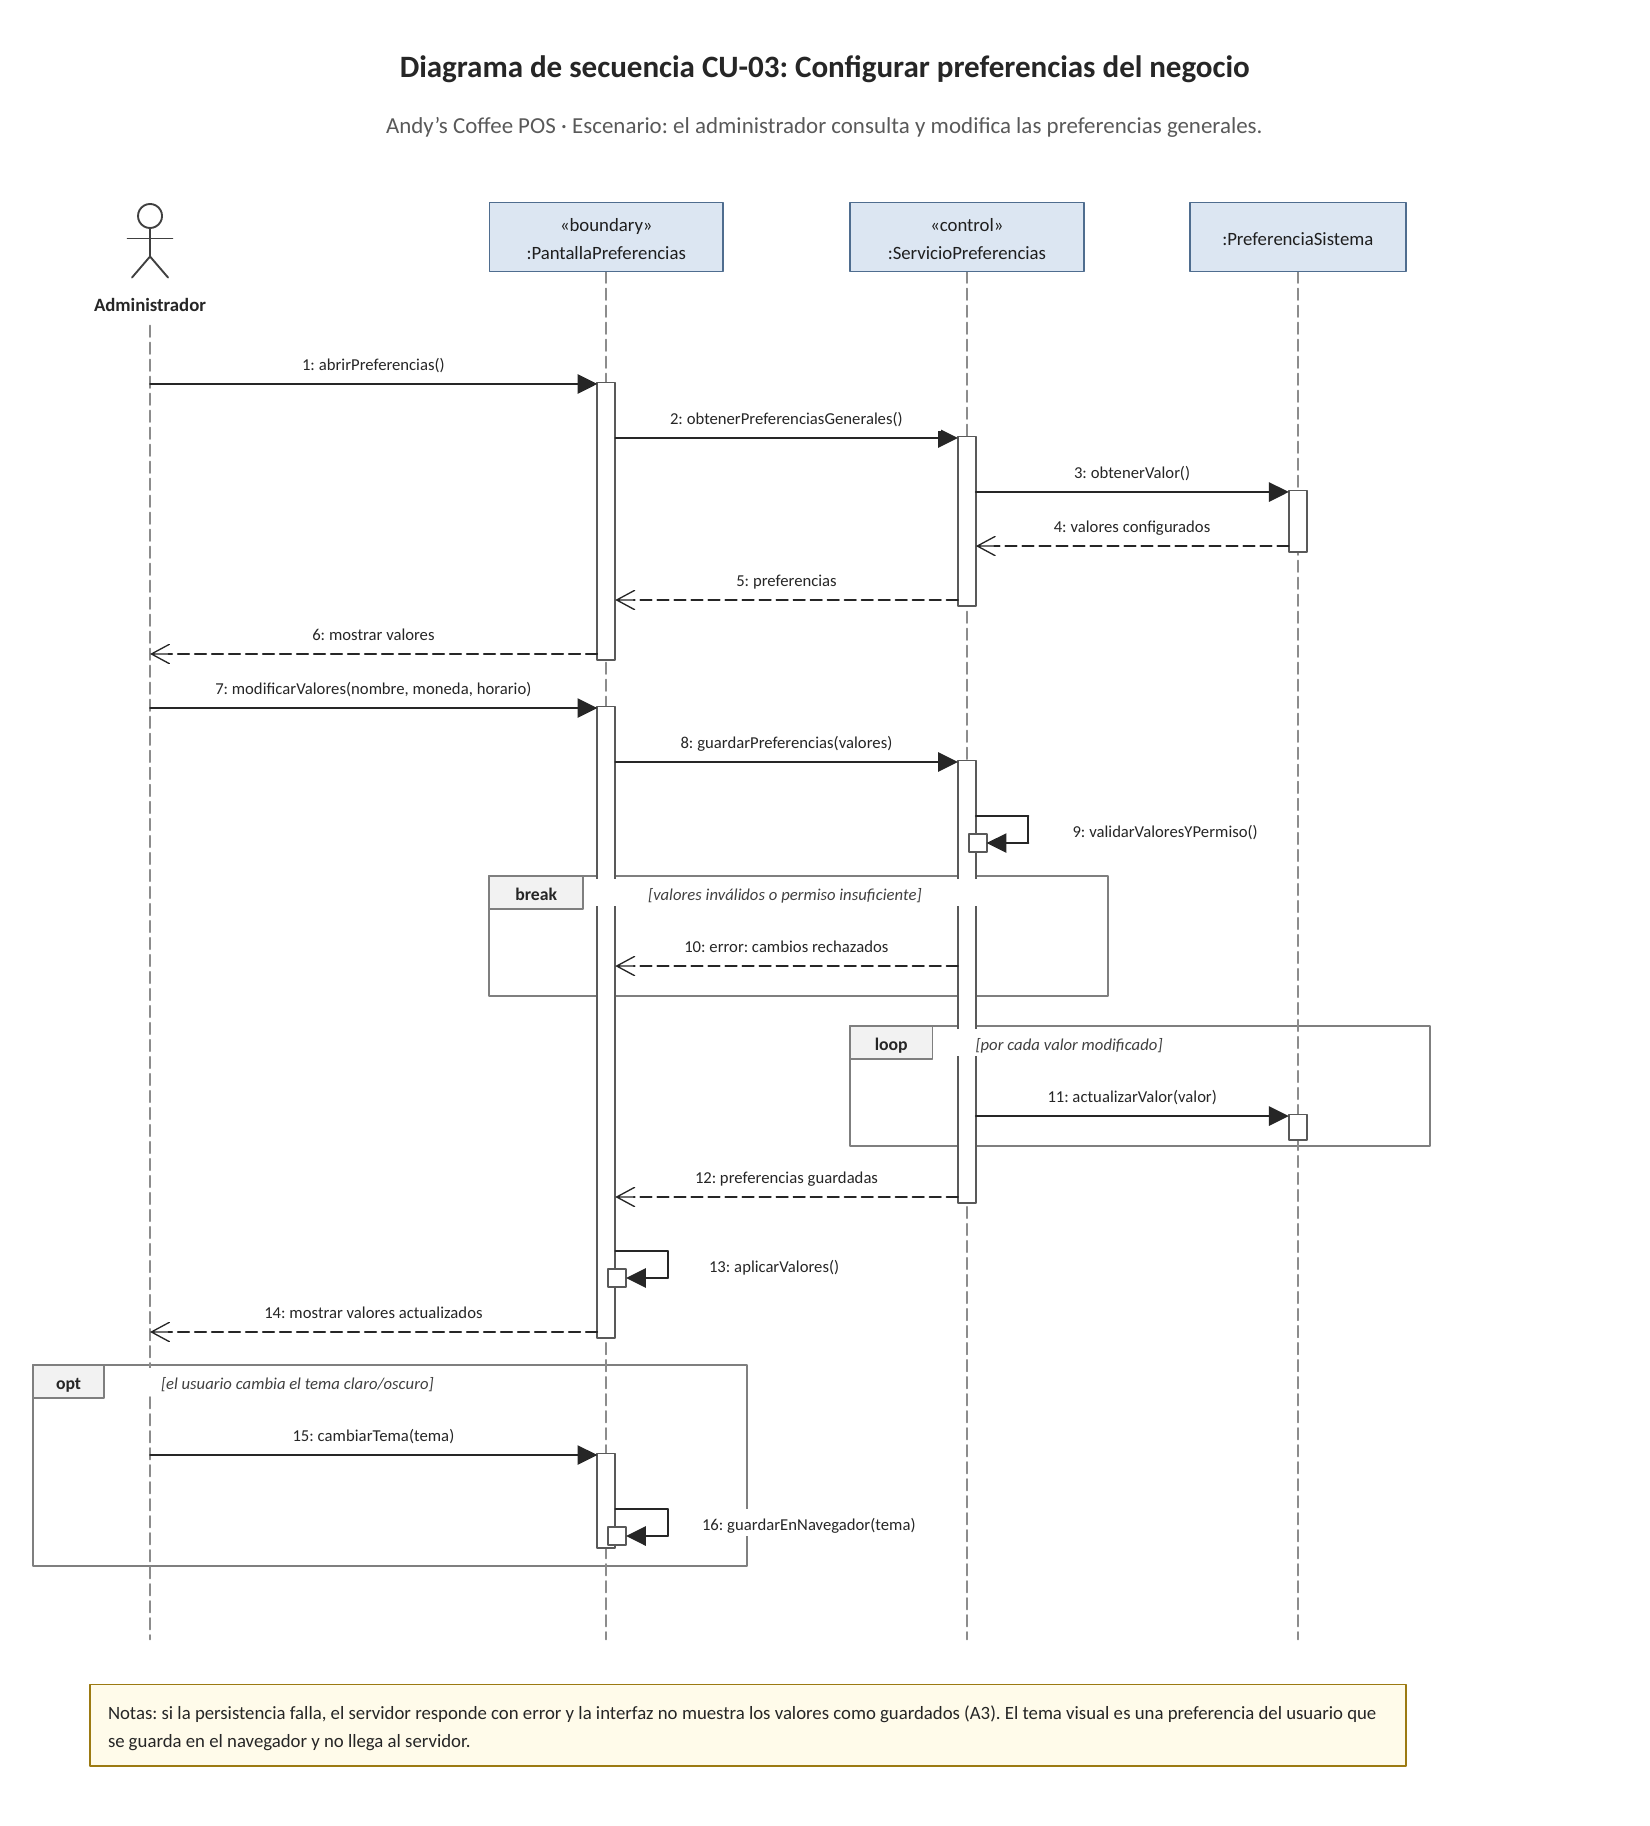 Diagrama de secuencia CU-03: Configurar preferencias del negocio
Andy’s Coffee POS · Escenario: el administrador consulta y modifica las preferencias generales.
Administrador
«boundary»
:PantallaPreferencias
«control»
:ServicioPreferencias
:PreferenciaSistema
1: abrirPreferencias()
2: obtenerPreferenciasGenerales()
3: obtenerValor()
4: valores configurados
5: preferencias
6: mostrar valores
7: modificarValores(nombre, moneda, horario)
8: guardarPreferencias(valores)
9: validarValoresYPermiso()
break
[valores inválidos o permiso insuficiente]
10: error: cambios rechazados
loop
[por cada valor modificado]
11: actualizarValor(valor)
12: preferencias guardadas
13: aplicarValores()
14: mostrar valores actualizados
opt
[el usuario cambia el tema claro/oscuro]
15: cambiarTema(tema)
16: guardarEnNavegador(tema)
Notas: si la persistencia falla, el servidor responde con error y la interfaz no muestra los valores como guardados (A3). El tema visual es una preferencia del usuario que
se guarda en el navegador y no llega al servidor.